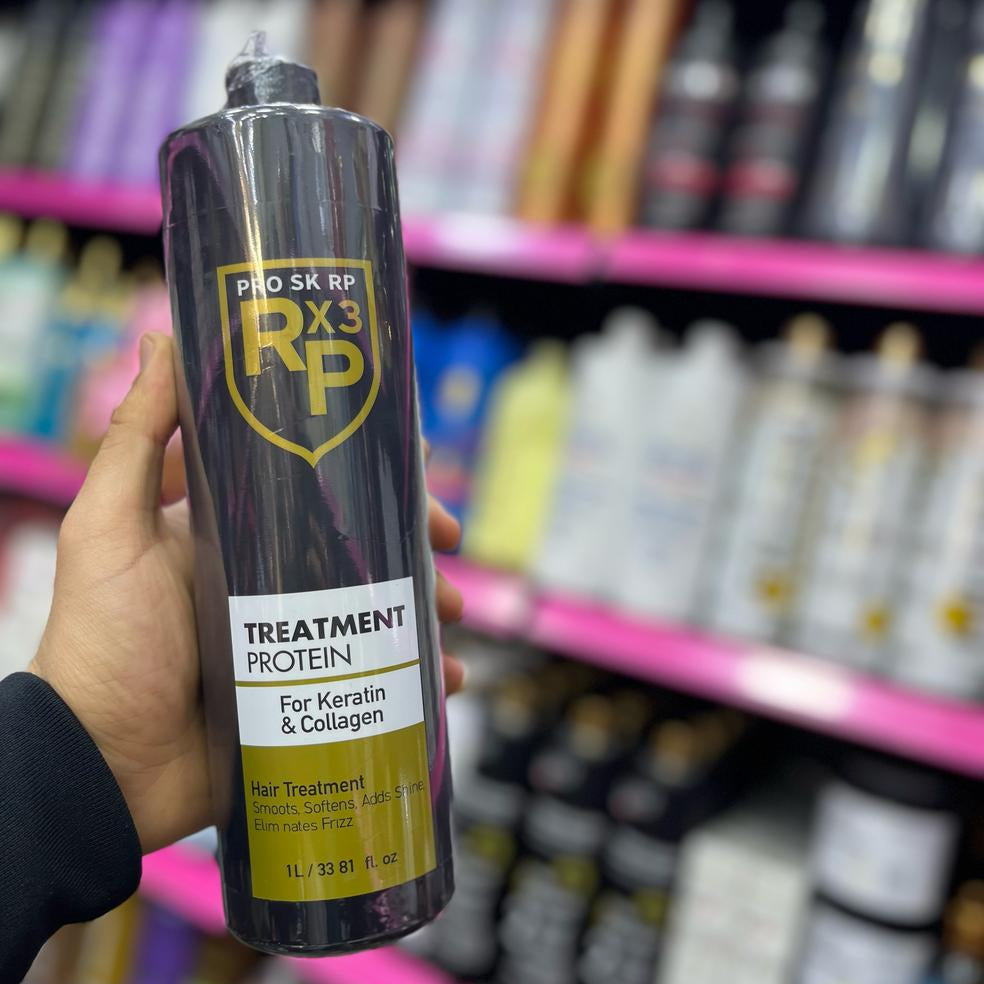 PRO SK RP
RX3
P
TREATMENT
PROTEIN
For Keratin
& Collagen
Hair Treatment
Smoots, Softens, Adds Shine
Elim nates Frizz
1L / 33 81 fl. oz